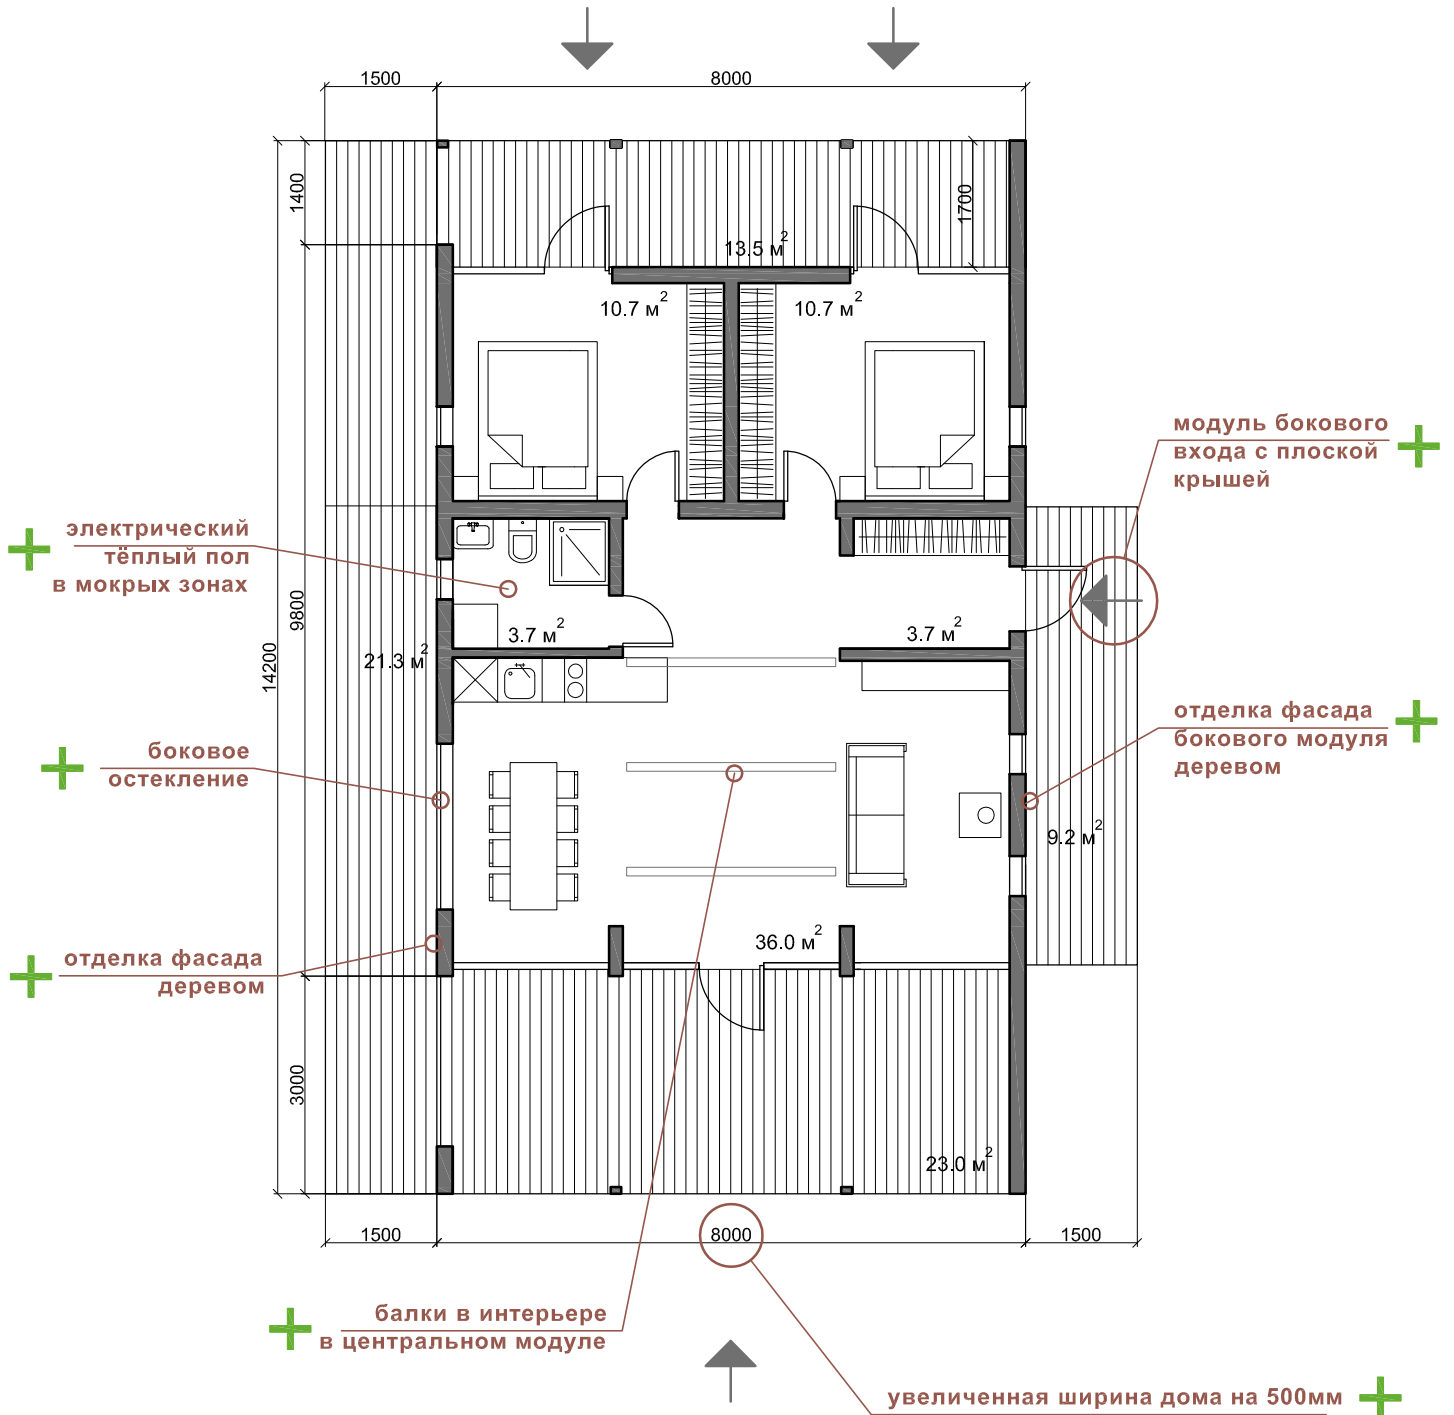 1500
8000
1400
1700
13.5 м²
10.7 м²
10.7 м²
модуль бокового
входа с плоской
крышей
электрический
тёплый пол
в мокрых зонах
9800
14200
3.7 м²
3.7 м²
21.3 м²
отделка фасада
бокового модуля
деревом
боковое
остекление
9.2 м²
36.0 м²
отделка фасада
деревом
3000
23.0 м²
1500
8000
1500
балки в интерьере
в центральном модуле
увеличенная ширина дома на 500мм